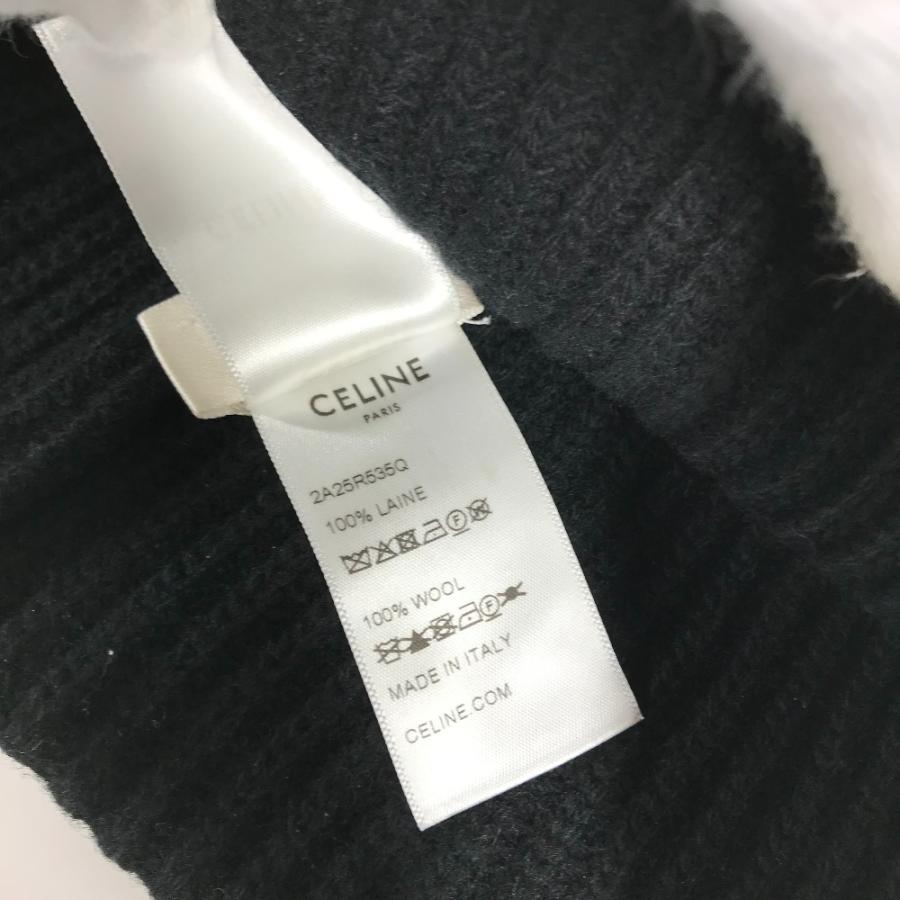 CELINE
PARIS
2A25R535Q
100% LAINE
100% WOOL
MADE IN ITALY
CELINE.COM